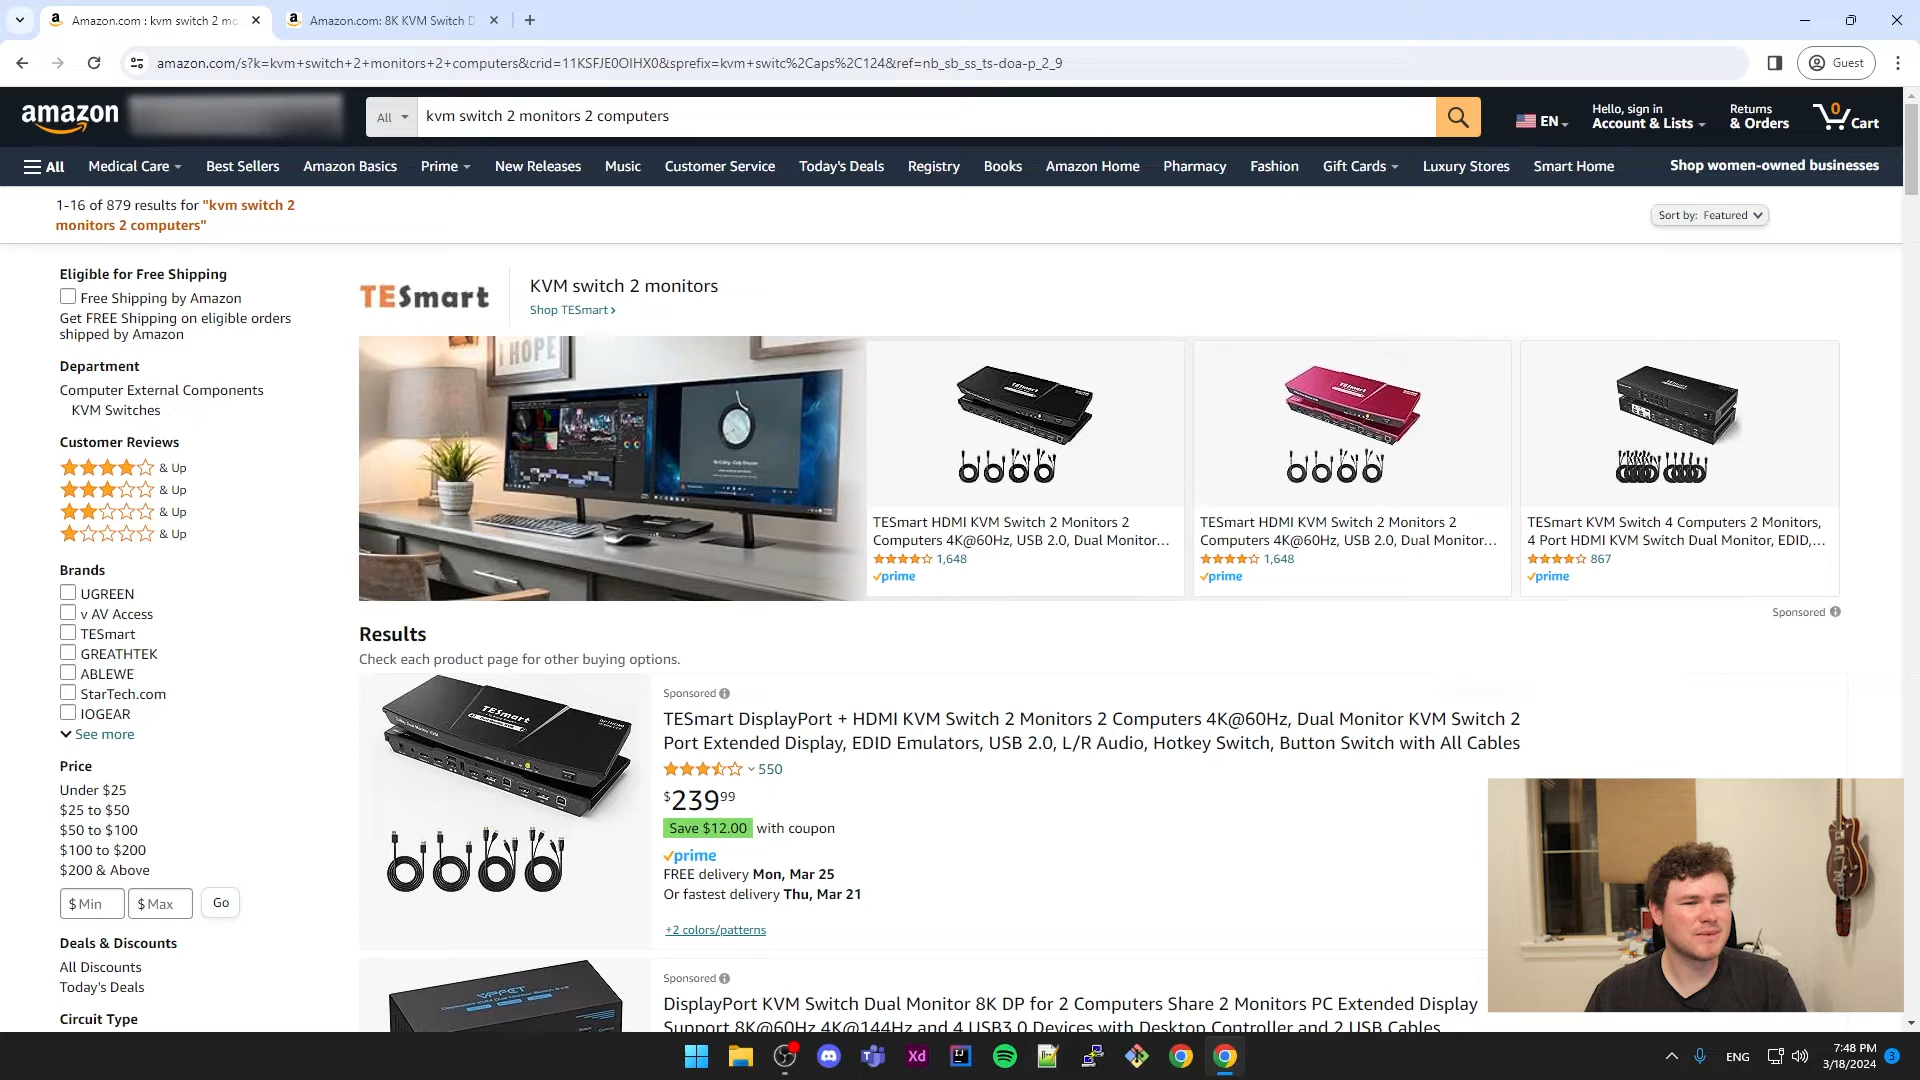 Amazon.com : kvm switch 2 mo
Amazon.com: 8K KVM Switch D
amazon.com/s?k=kvm+switch+2+monitors+2+computers&crid=11KSFJE0OIHX0&sprefix=kvm+switc%2Caps%2C124&ref=nb_sb_ss_ts-doa-p_2_9
Guest
amazon
All
kvm switch 2 monitors 2 computers
EN
Hello, sign in
Account & Lists
Returns
& Orders
0
Cart
All
Medical Care
Best Sellers
Amazon Basics
Prime
New Releases
Music
Customer Service
Today's Deals
Registry
Books
Amazon Home
Pharmacy
Fashion
Gift Cards
Luxury Stores
Smart Home
Shop women-owned businesses
1-16 of 879 results for "kvm switch 2
monitors 2 computers"
Sort by: Featured
Eligible for Free Shipping
Free Shipping by Amazon
Get FREE Shipping on eligible orders
shipped by Amazon
Department
Computer External Components
KVM Switches
Customer Reviews
& Up
& Up
& Up
& Up
Brands
UGREEN
v AV Access
TESmart
GREATHTEK
ABLEWE
StarTech.com
IOGEAR
See more
Price
Under $25
$25 to $50
$50 to $100
$100 to $200
$200 & Above
$ Min
$ Max
Go
Deals & Discounts
All Discounts
Today's Deals
Circuit Type
TESmart
KVM switch 2 monitors
Shop TESmart ›
I HOPE
TESmart
TESmart HDMI KVM Switch 2 Monitors 2
Computers 4K@60Hz, USB 2.0, Dual Monitor...
1,648
prime
TESmart
TESmart HDMI KVM Switch 2 Monitors 2
Computers 4K@60Hz, USB 2.0, Dual Monitor...
1,648
prime
TESmart
TESmart KVM Switch 4 Computers 2 Monitors,
4 Port HDMI KVM Switch Dual Monitor, EDID,...
867
prime
Sponsored
Results
Check each product page for other buying options.
TESmart
Sponsored
TESmart DisplayPort + HDMI KVM Switch 2 Monitors 2 Computers 4K@60Hz, Dual Monitor KVM Switch 2
Port Extended Display, EDID Emulators, USB 2.0, L/R Audio, Hotkey Switch, Button Switch with All Cables
550
$239 99
Save $12.00 with coupon
prime
FREE delivery Mon, Mar 25
Or fastest delivery Thu, Mar 21
+2 colors/patterns
VPFET
Sponsored
DisplayPort KVM Switch Dual Monitor 8K DP for 2 Computers Share 2 Monitors PC Extended Display
Support 8K@60Hz 4K@144Hz and 4 USB3.0 Devices with Desktop Controller and 2 USB Cables
Xd
IJ
ENG
7:48 PM
3/18/2024
3